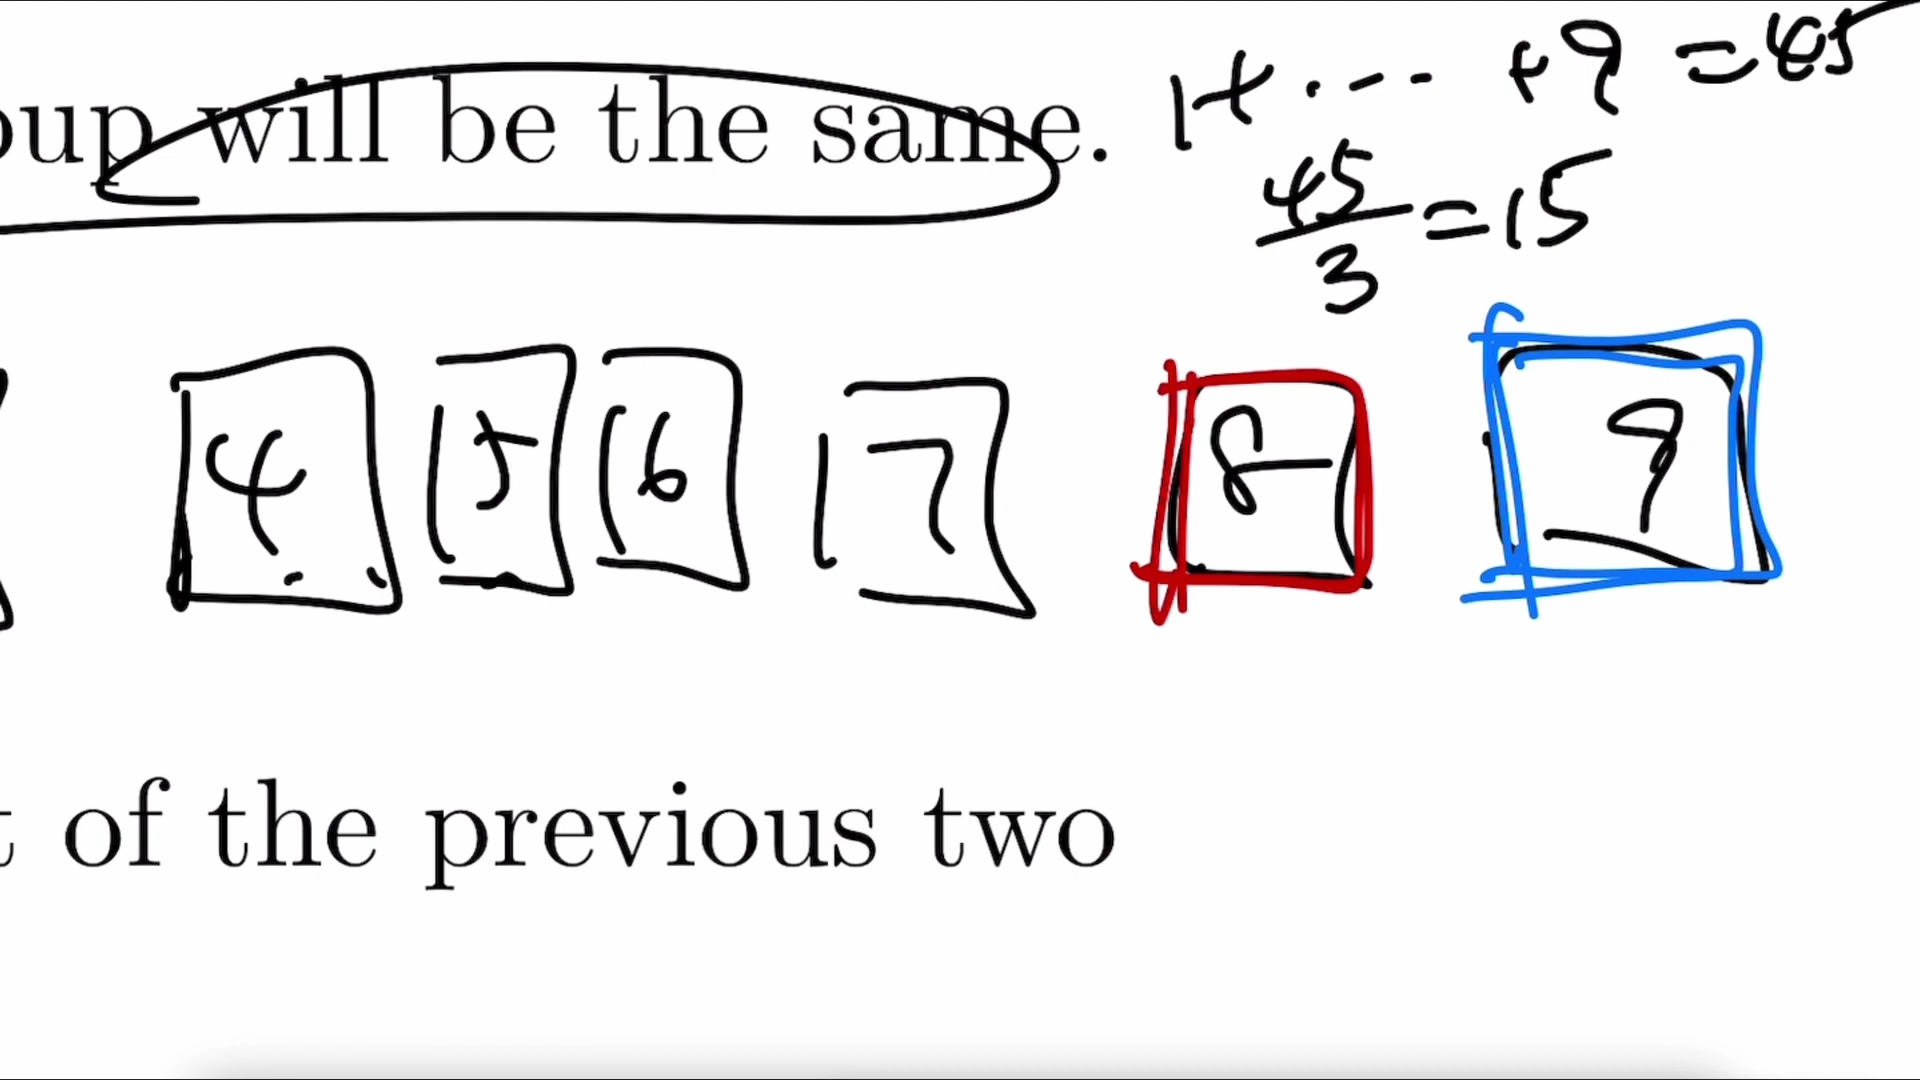 1+ ... +9 = 45
oup will be the same.
45/3 = 15
4 5 6 7 8 9
t of the previous two